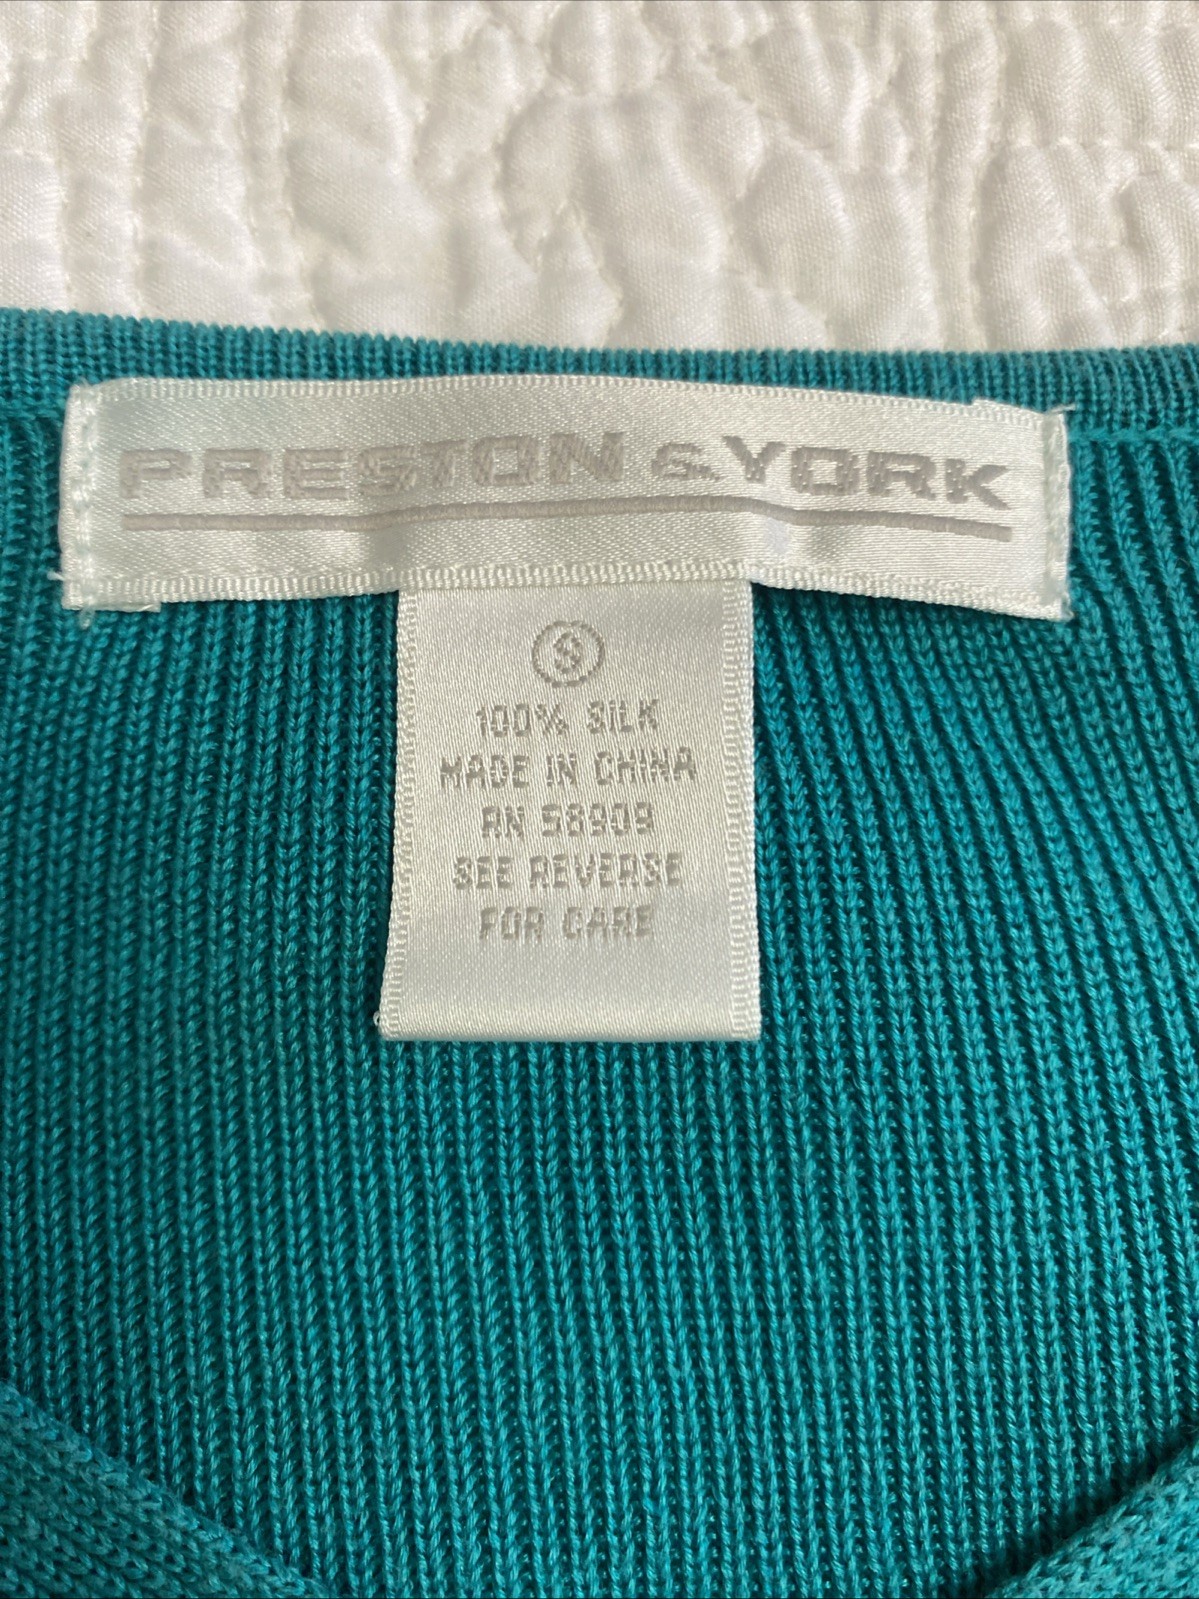 PRESTON & YORK
S
100% SILK
MADE IN CHINA
RN 58909
SEE REVERSE
FOR CARE